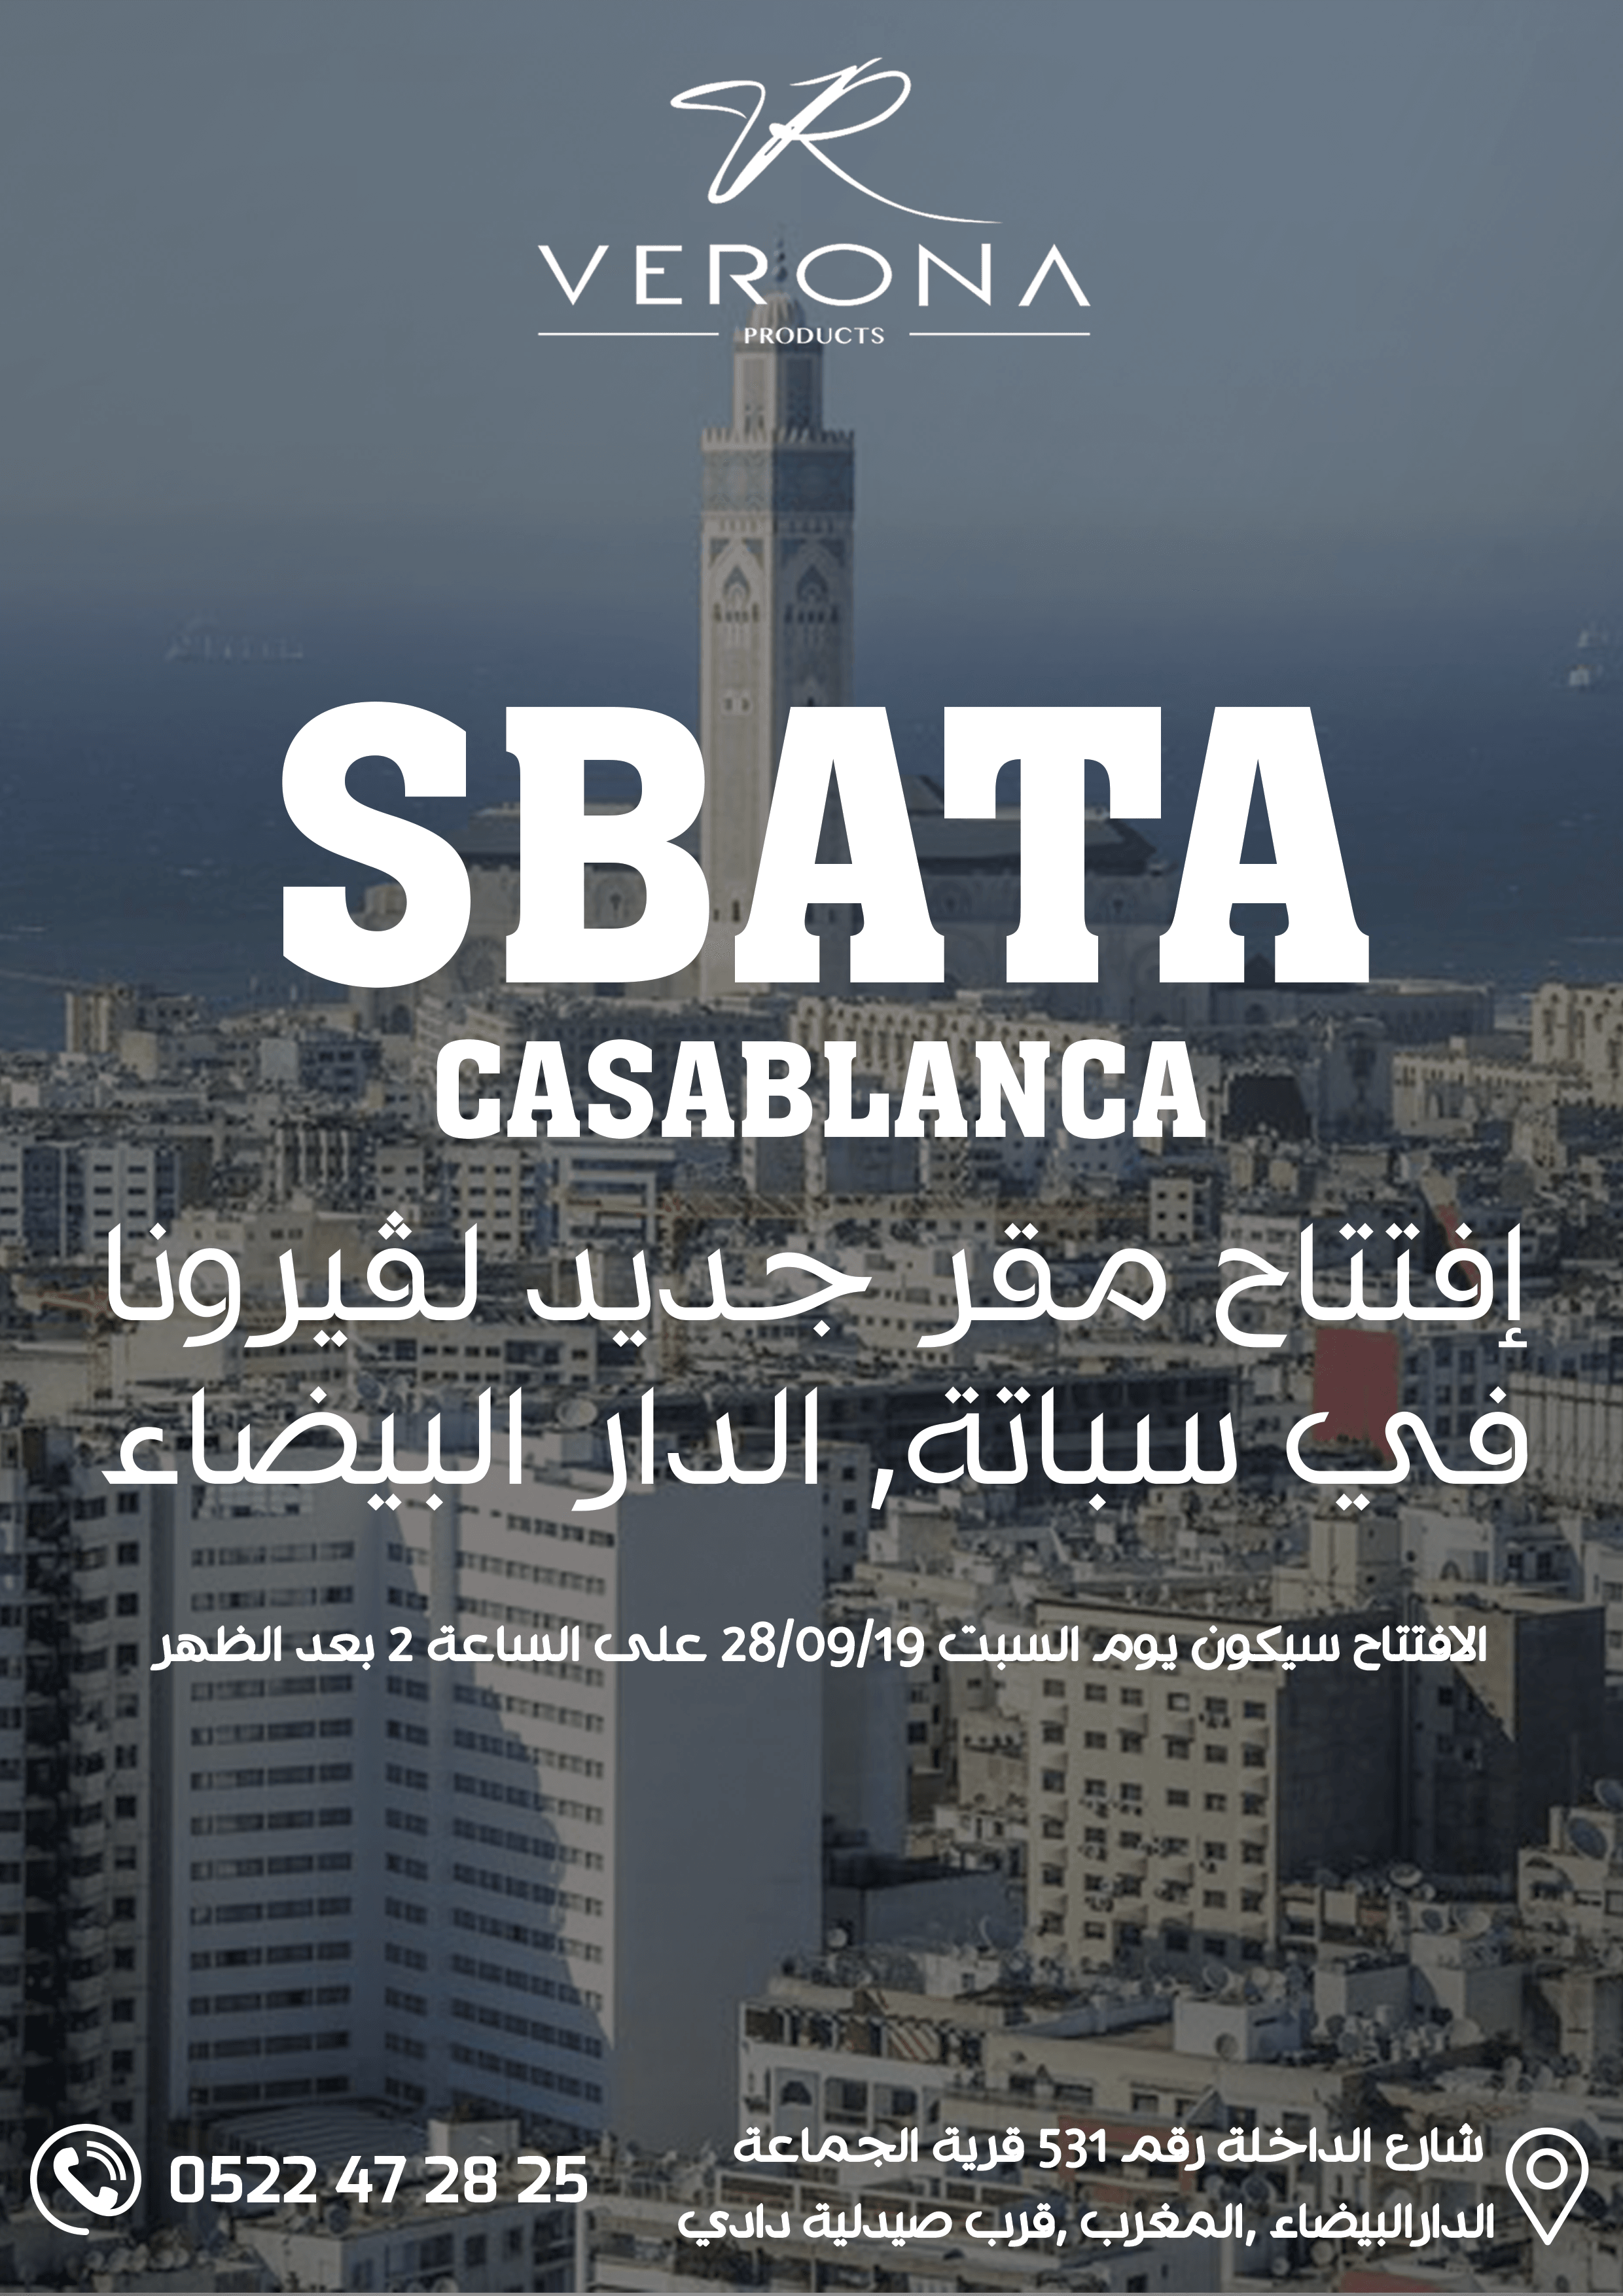 VR
VERONA
PRODUCTS
SBATA
CASABLANCA
إفتتاح مقر جديد لڤيرونا
في سباتة, الدار البيضاء
الافتتاح سيكون يوم السبت 28/09/19 على الساعة 2 بعد الظهر
شارع الداخلة رقم 531 قرية الجماعة
الدارالبيضاء ,المغرب ,قرب صيدلية دادي
0522 47 28 25